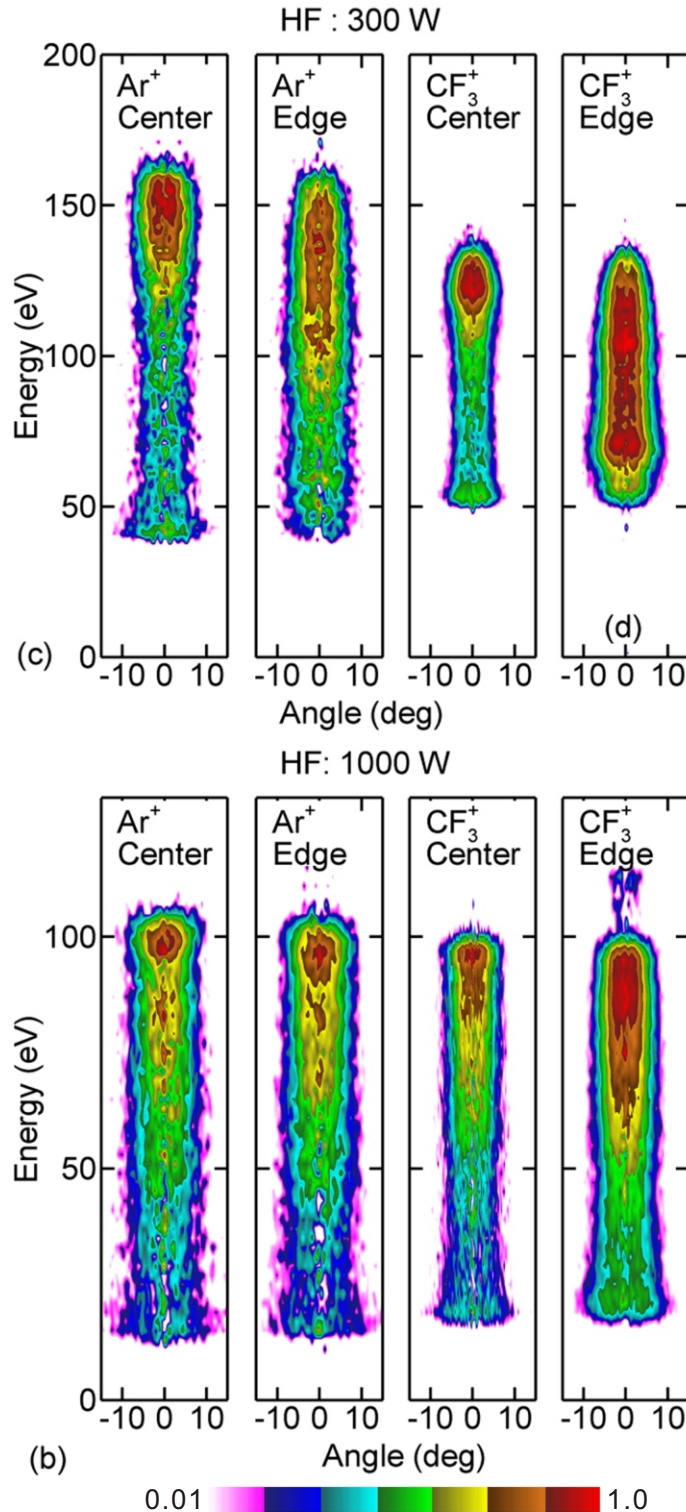 HF : 300 W
Ar+ Center
Ar+ Edge
CF3+ Center
CF3+ Edge
200
150
100
50
0
Energy (eV)
(c)
(d)
-10 0 10
-10 0 10
-10 0 10
-10 0 10
Angle (deg)
HF: 1000 W
Ar+ Center
Ar+ Edge
CF3+ Center
CF3+ Edge
100
50
0
Energy (eV)
-10 0 10
-10 0 10
-10 0 10
-10 0 10
(b)
Angle (deg)
0.01
1.0